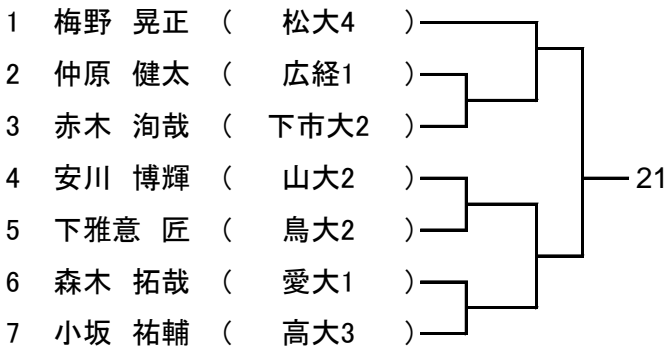 1 梅野 晃正 ( 松大4 )
2 仲原 健太 ( 広経1 )
3 赤木 洵哉 ( 下市大2 )
4 安川 博輝 ( 山大2 )
5 下雅意 匠 ( 鳥大2 )
6 森木 拓哉 ( 愛大1 )
7 小坂 祐輔 ( 高大3 )
21